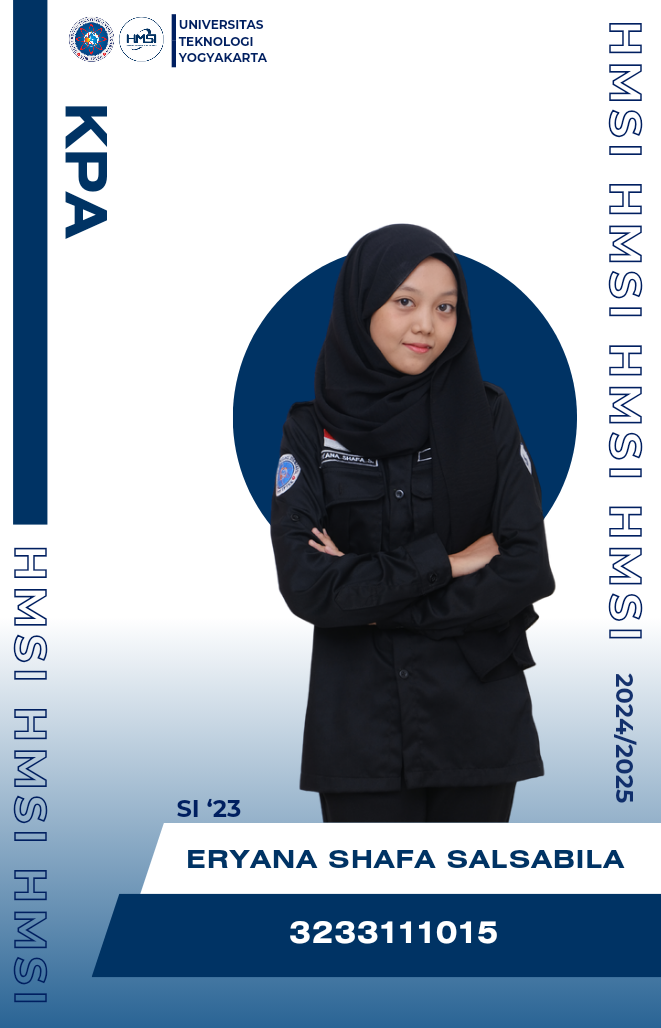 HMSI
UNIVERSITAS
TEKNOLOGI
YOGYAKARTA
KPA
HMSI HMSI HMSI HMSI
2024/2025
HMSI HMSI HMSI
SI ‘23
ERYANA SHAFA SALSABILA
3233111015